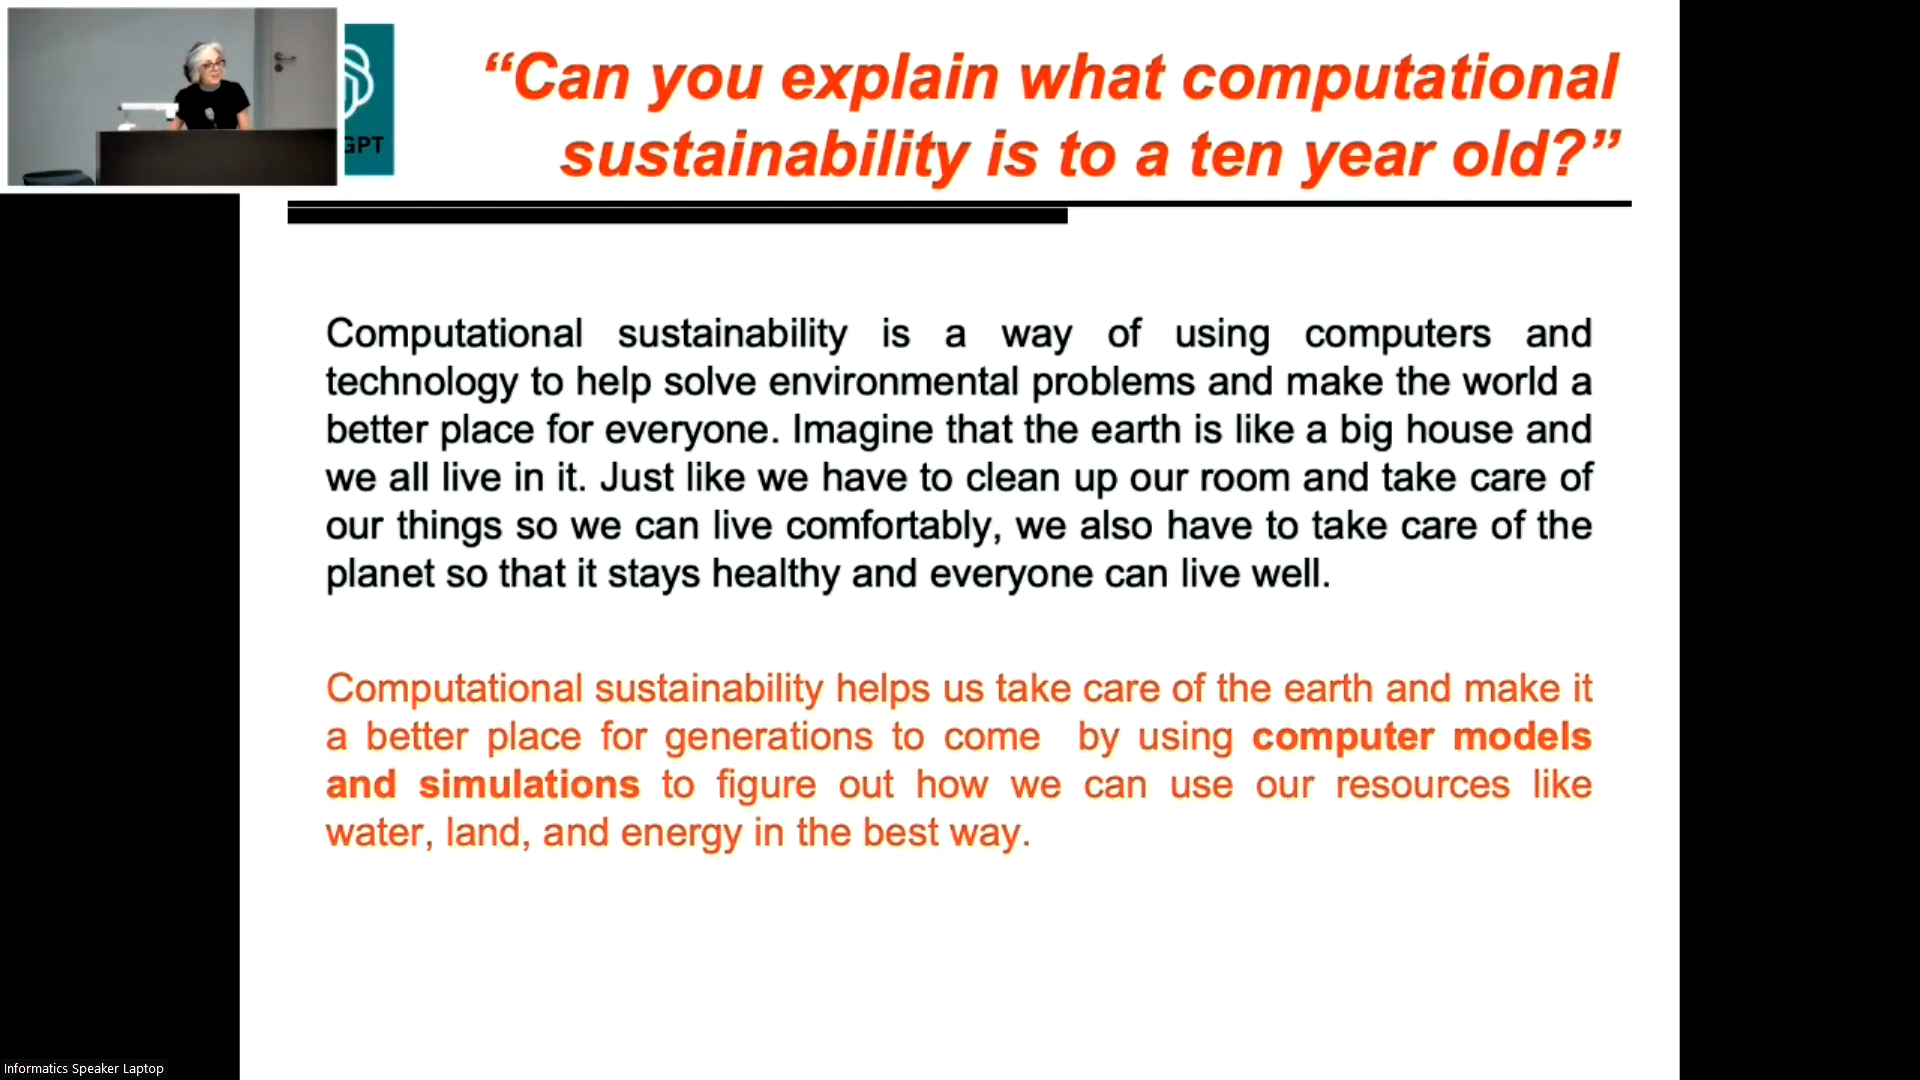 GPT
“Can you explain what computational
sustainability is to a ten year old?”
Computational sustainability is a way of using computers and
technology to help solve environmental problems and make the world a
better place for everyone. Imagine that the earth is like a big house and
we all live in it. Just like we have to clean up our room and take care of
our things so we can live comfortably, we also have to take care of the
planet so that it stays healthy and everyone can live well.
Computational sustainability helps us take care of the earth and make it
a better place for generations to come by using computer models
and simulations to figure out how we can use our resources like
water, land, and energy in the best way.
Informatics Speaker Laptop